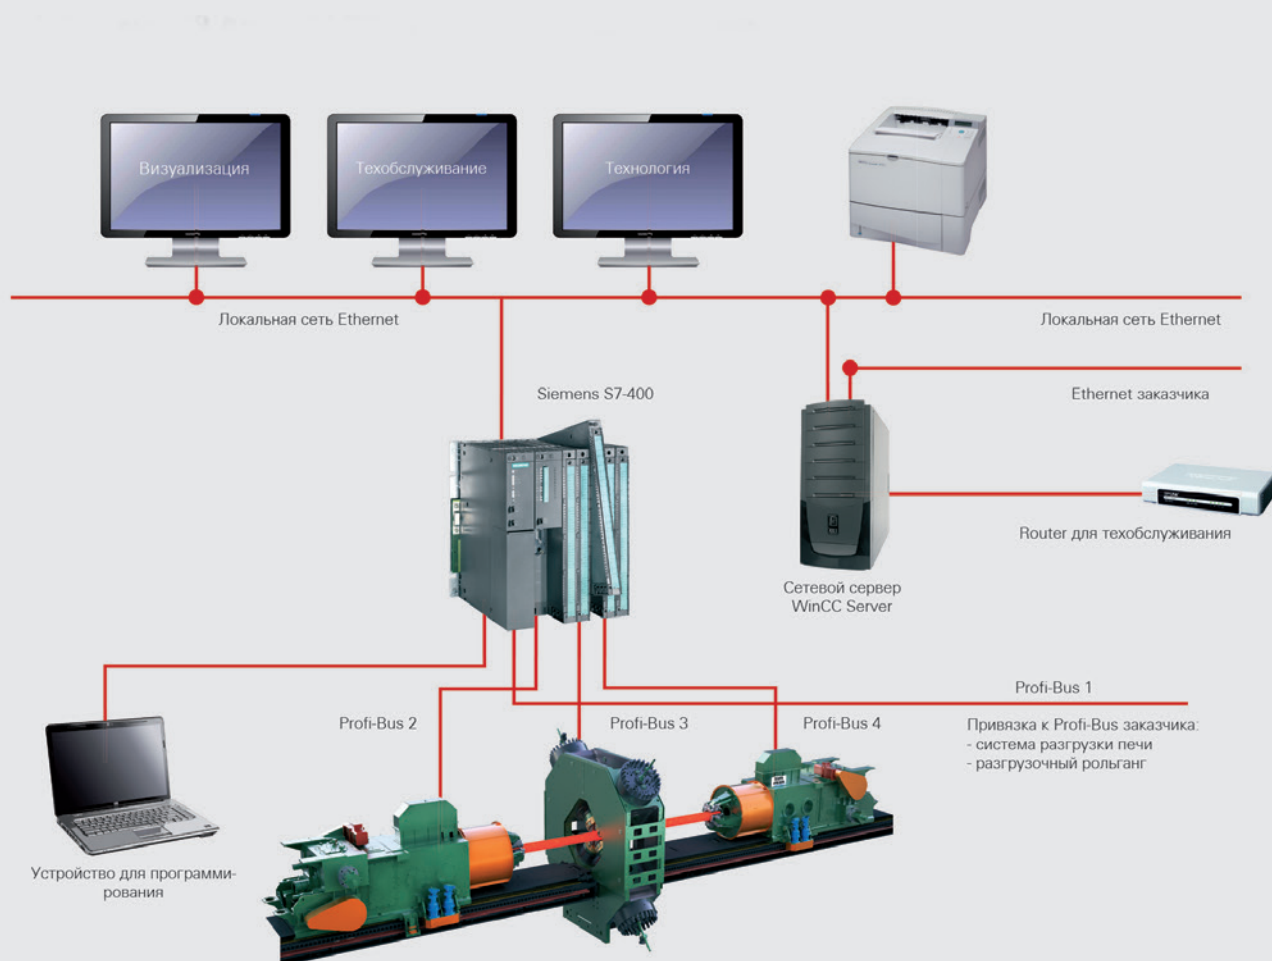 Визуализация
Техобслуживание
Технология
Локальная сеть Ethernet
Локальная сеть Ethernet
Ethernet заказчика
Siemens S7-400
Router для техобслуживания
Сетевой сервер
WinCC Server
Profi-Bus 1
Profi-Bus 2
Profi-Bus 3
Profi-Bus 4
Привязка к Profi-Bus заказчика:
- система разгрузки печи
- разгрузочный рольганг
Устройство для программи-
рования